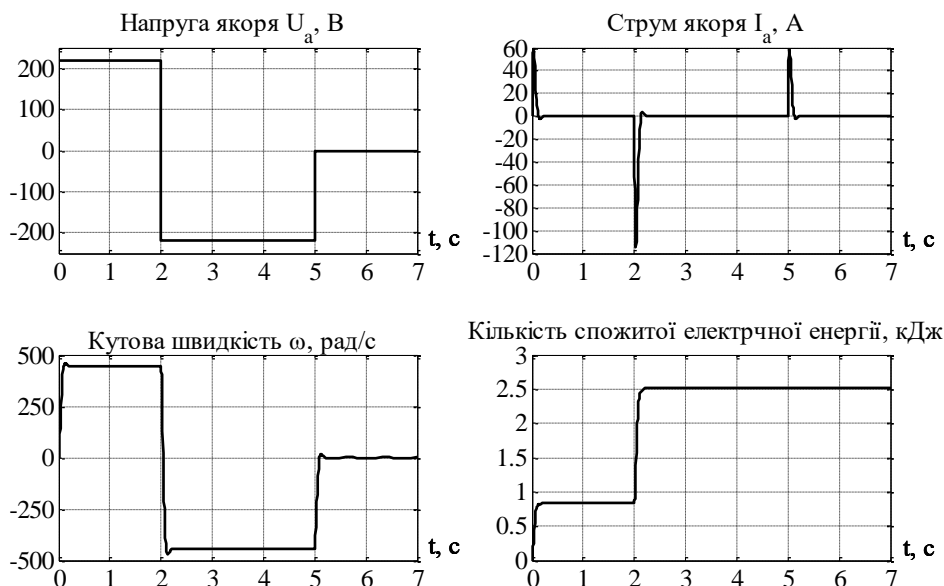 Напруга якоря Uа, В
200
100
0
-100
-200
0 1 2 3 4 5 6 7
t, с
Струм якоря Iа, А
60
40
20
0
-20
-40
-60
-80
-100
-120
0 1 2 3 4 5 6 7
t, с
Кутова швидкість ω, рад/с
500
250
0
-250
-500
0 1 2 3 4 5 6 7
t, с
Кількість спожитої електрчної енергії, кДж
3
2.5
2
1.5
1
0.5
0
0 1 2 3 4 5 6 7
t, с